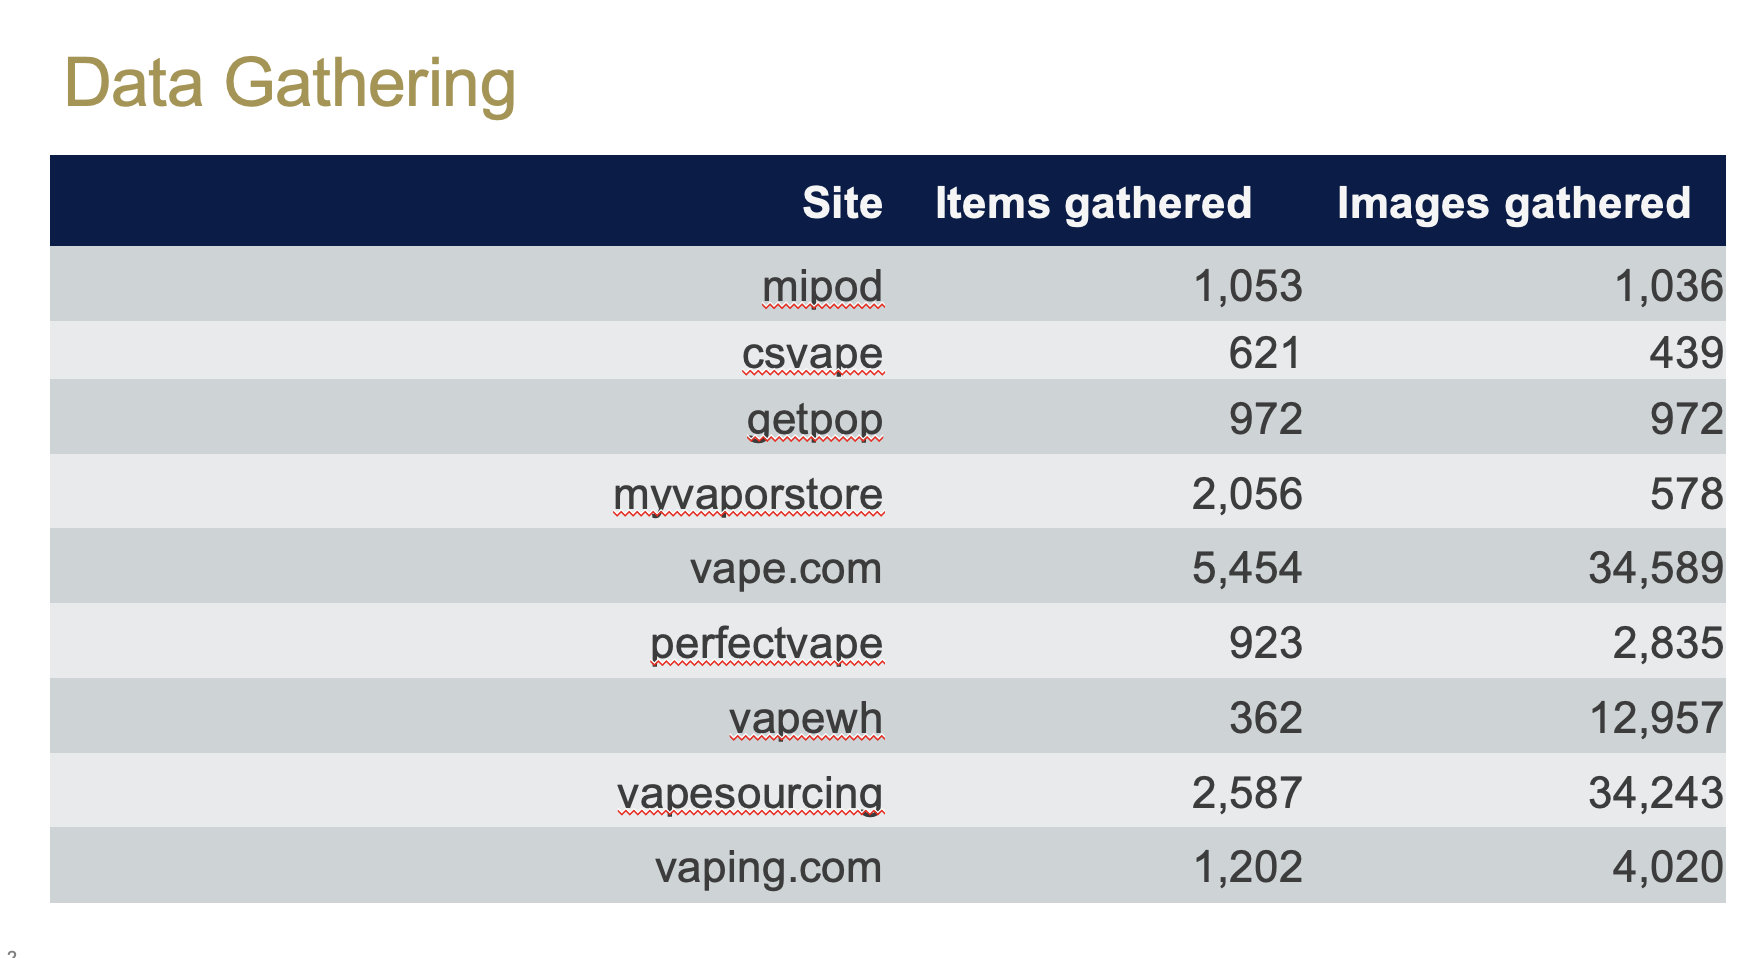 Data Gathering
Site Items gathered Images gathered
mipod 1,053 1,036
csvape 621 439
getpop 972 972
myvaporstore 2,056 578
vape.com 5,454 34,589
perfectvape 923 2,835
vapewh 362 12,957
vapesourcing 2,587 34,243
vaping.com 1,202 4,020